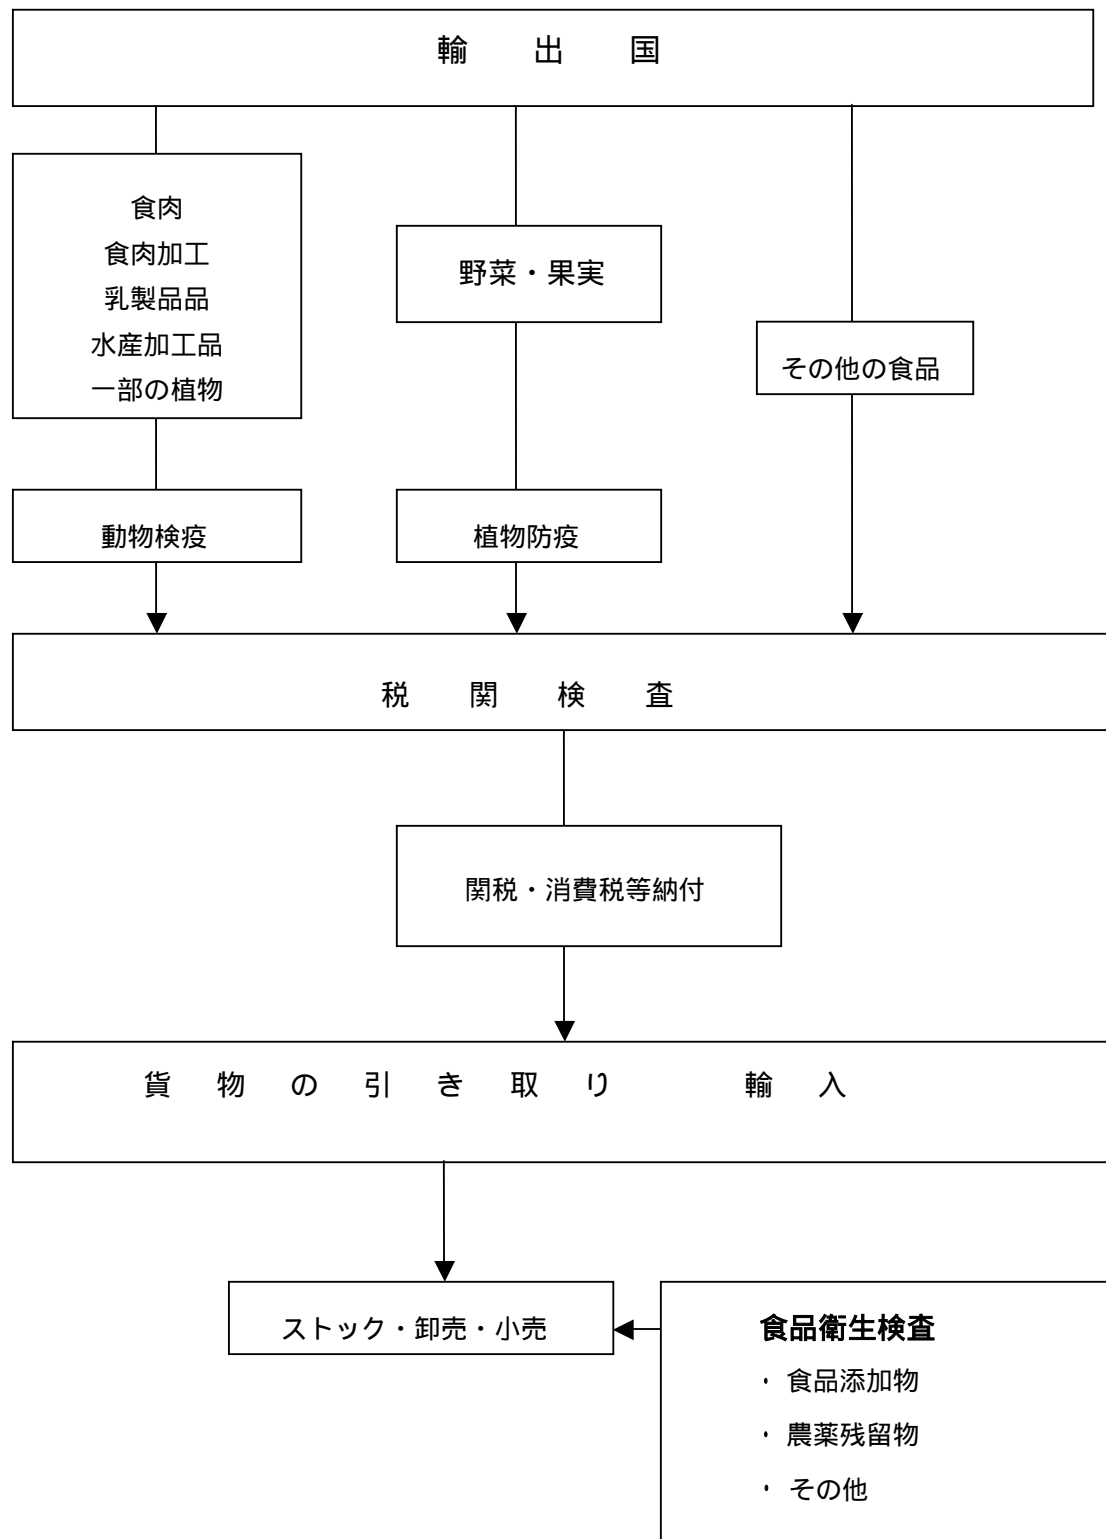 輸 出 国
食肉
食肉加工
乳製品品
水産加工品
一部の植物
野菜・果実
その他の食品
動物検疫
植物防疫
税 関 検 査
関税・消費税等納付
貨 物 の 引 き 取 り 輸 入
ストック・卸売・小売
食品衛生検査
・ 食品添加物
・ 農薬残留物
・ その他